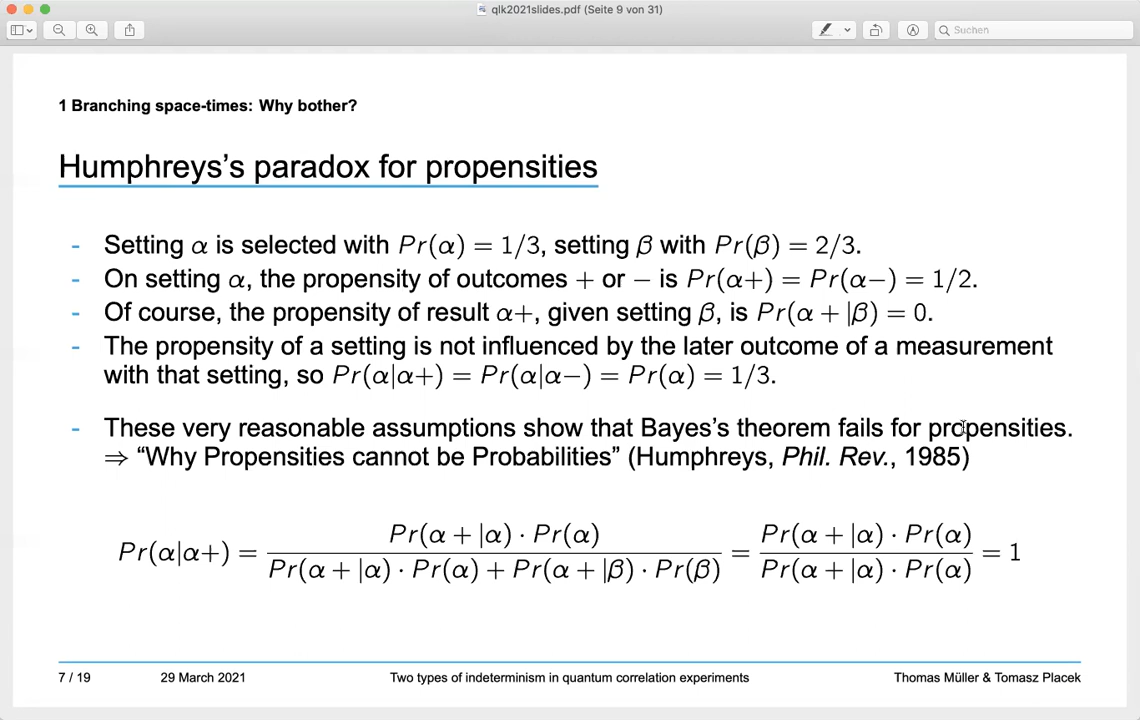 qlk2021slides.pdf (Seite 9 von 31)
Suchen
1 Branching space-times: Why bother?
Humphreys's paradox for propensities
- Setting α is selected with Pr(α) = 1/3, setting β with Pr(β) = 2/3.
- On setting α, the propensity of outcomes + or − is Pr(α+) = Pr(α−) = 1/2.
- Of course, the propensity of result α+, given setting β, is Pr(α + |β) = 0.
- The propensity of a setting is not influenced by the later outcome of a measurement
with that setting, so Pr(α|α+) = Pr(α|α−) = Pr(α) = 1/3.
- These very reasonable assumptions show that Bayes's theorem fails for propensities.
⇒ “Why Propensities cannot be Probabilities” (Humphreys, Phil. Rev., 1985)
Pr(α|α+) = Pr(α + |α) · Pr(α) / Pr(α + |α) · Pr(α) + Pr(α + |β) · Pr(β) = Pr(α + |α) · Pr(α) / Pr(α + |α) · Pr(α) = 1
7 / 19 29 March 2021 Two types of indeterminism in quantum correlation experiments Thomas Müller & Tomasz Placek